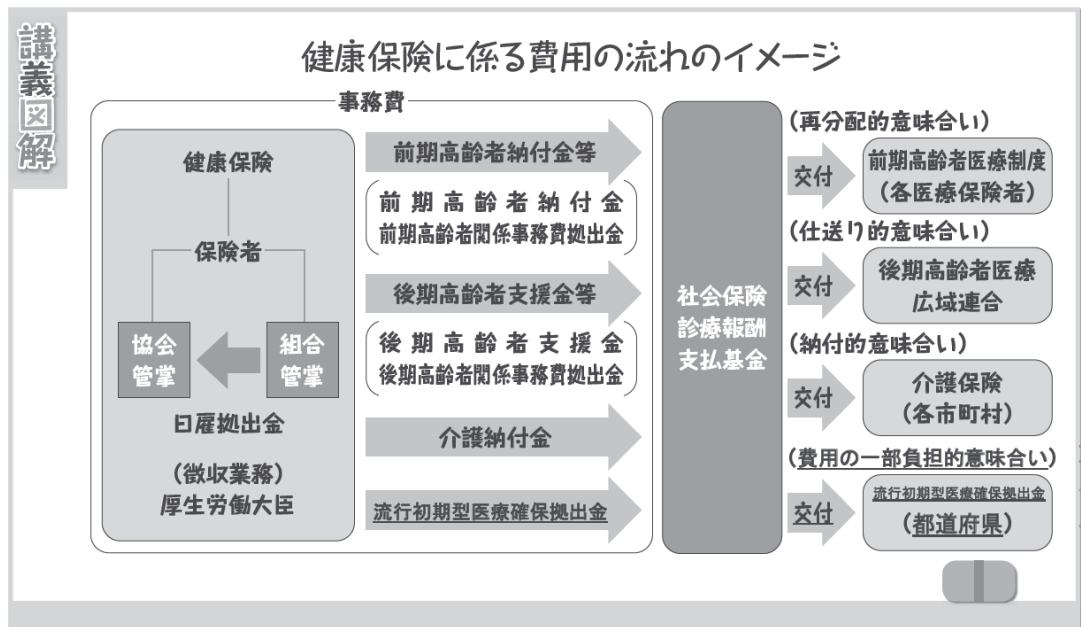 講義図解
健康保険に係る費用の流れのイメージ
事務費
健康保険
保険者
協会
管掌
組合
管掌
日雇拠出金
(徴収業務)
厚生労働大臣
前期高齢者納付金等
前期高齢者納付金
前期高齢者関係事務費拠出金
後期高齢者支援金等
後期高齢者支援金
後期高齢者関係事務費拠出金
介護納付金
流行初期型医療確保拠出金
社会保険
診療報酬
支払基金
(再分配的意味合い)
交付
前期高齢者医療制度
(各医療保険者)
(仕送り的意味合い)
交付
後期高齢者医療
広域連合
(納付的意味合い)
交付
介護保険
(各市町村)
(費用の一部負担的意味合い)
交付
流行初期型医療確保拠出金
(都道府県)